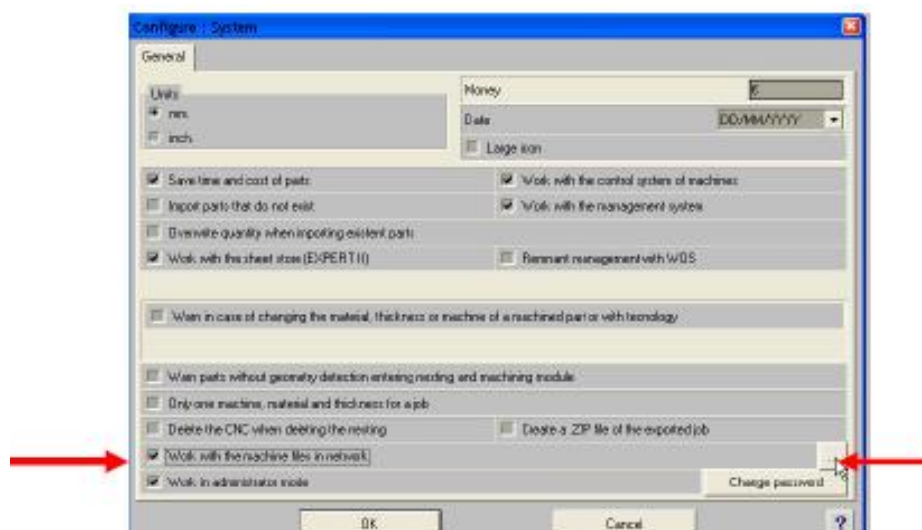 Configure : System
General
Units
mm.
inch.
Money
6
Date
DD/MM/YYYY
Large icon
Save time and cost of parts
Work with the control system of machines
Import parts that do not exist
Work with the management system
Overwrite quantity when importing existent parts
Work with the sheet store (EXPERT II)
Remnant management with WOS
Warn in case of changing the material, thickness or machine of a machined part or with tecnology
Warn parts without geometry detection entering nesting and machining module
Only one machine, material and thickness for a job
Delete the CNC when deleting the nesting
Create a .ZIP file of the exported job
Work with the machine files in network
...
Work in administrator mode
Change password
OK
Cancel
?